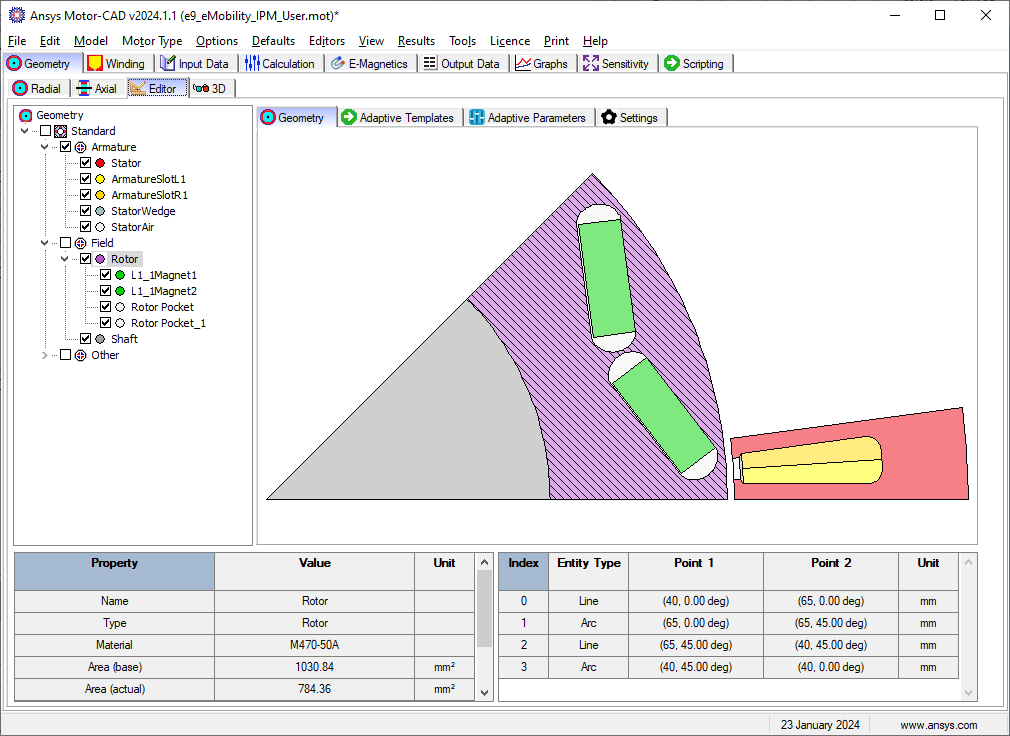 Ansys Motor-CAD v2024.1.1 (e9_eMobility_IPM_User.mot)*
File Edit Model Motor Type Options Defaults Editors View Results Tools Licence Print Help
Geometry Winding Input Data Calculation E-Magnetics Output Data Graphs Sensitivity Scripting
Radial Axial Editor 3D
Geometry
Standard
Armature
Stator
ArmatureSlotL1
ArmatureSlotR1
StatorWedge
StatorAir
Field
Rotor
L1_1Magnet1
L1_1Magnet2
Rotor Pocket
Rotor Pocket_1
Shaft
Other
Geometry Adaptive Templates Adaptive Parameters Settings
Property Value Unit
Name Rotor
Type Rotor
Material M470-50A
Area (base) 1030.84 mm²
Area (actual) 784.36 mm²
Index Entity Type Point 1 Point 2 Unit
0 Line (40, 0.00 deg) (65, 0.00 deg) mm
1 Arc (65, 0.00 deg) (65, 45.00 deg) mm
2 Line (65, 45.00 deg) (40, 45.00 deg) mm
3 Arc (40, 45.00 deg) (40, 0.00 deg) mm
23 January 2024 www.ansys.com